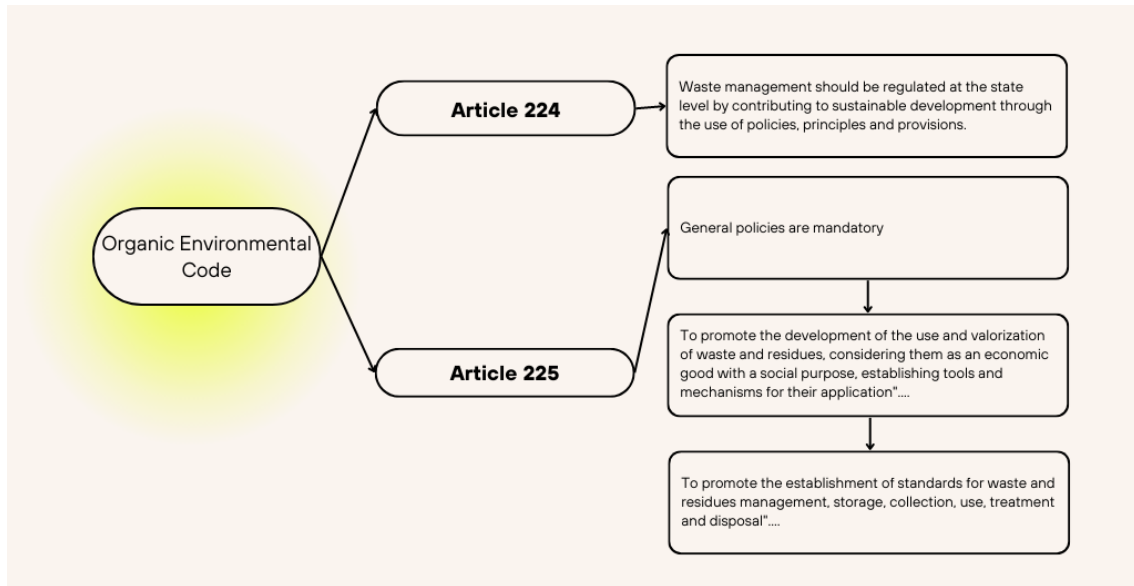 Organic Environmental
Code
Article 224
Waste management should be regulated at the state
level by contributing to sustainable development through
the use of policies, principles and provisions.
Article 225
General policies are mandatory
To promote the development of the use and valorization
of waste and residues, considering them as an economic
good with a social purpose, establishing tools and
mechanisms for their application"....
To promote the establishment of standards for waste and
residues management, storage, collection, use, treatment
and disposal"....